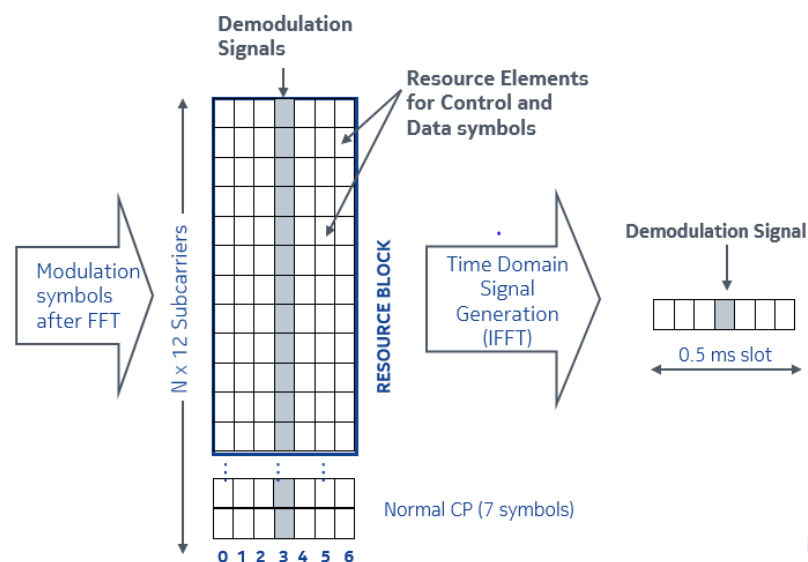 Demodulation
Signals
Resource Elements
for Control and
Data symbols
Modulation
symbols
after FFT
N x 12 Subcarriers
RESOURCE BLOCK
Time Domain
Signal
Generation
(IFFT)
Demodulation Signal
0.5 ms slot
Normal CP (7 symbols)
0 1 2 3 4 5 6